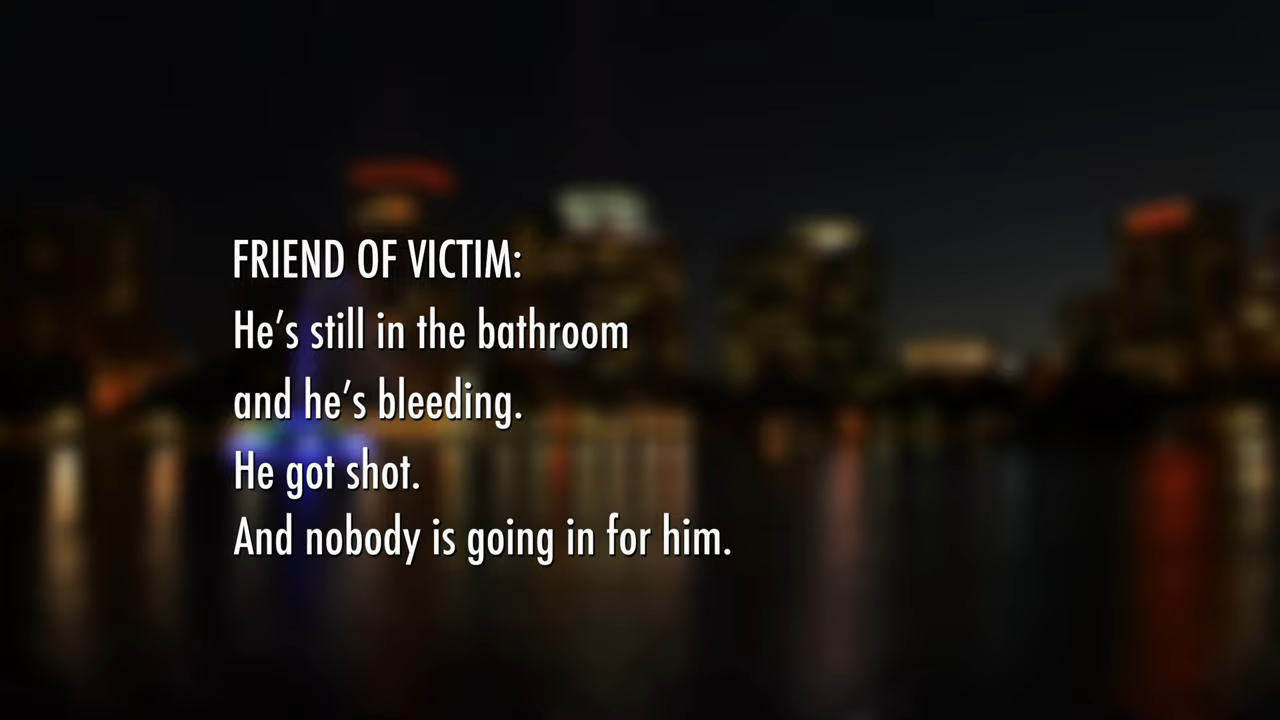 FRIEND OF VICTIM:
He’s still in the bathroom
and he’s bleeding.
He got shot.
And nobody is going in for him.